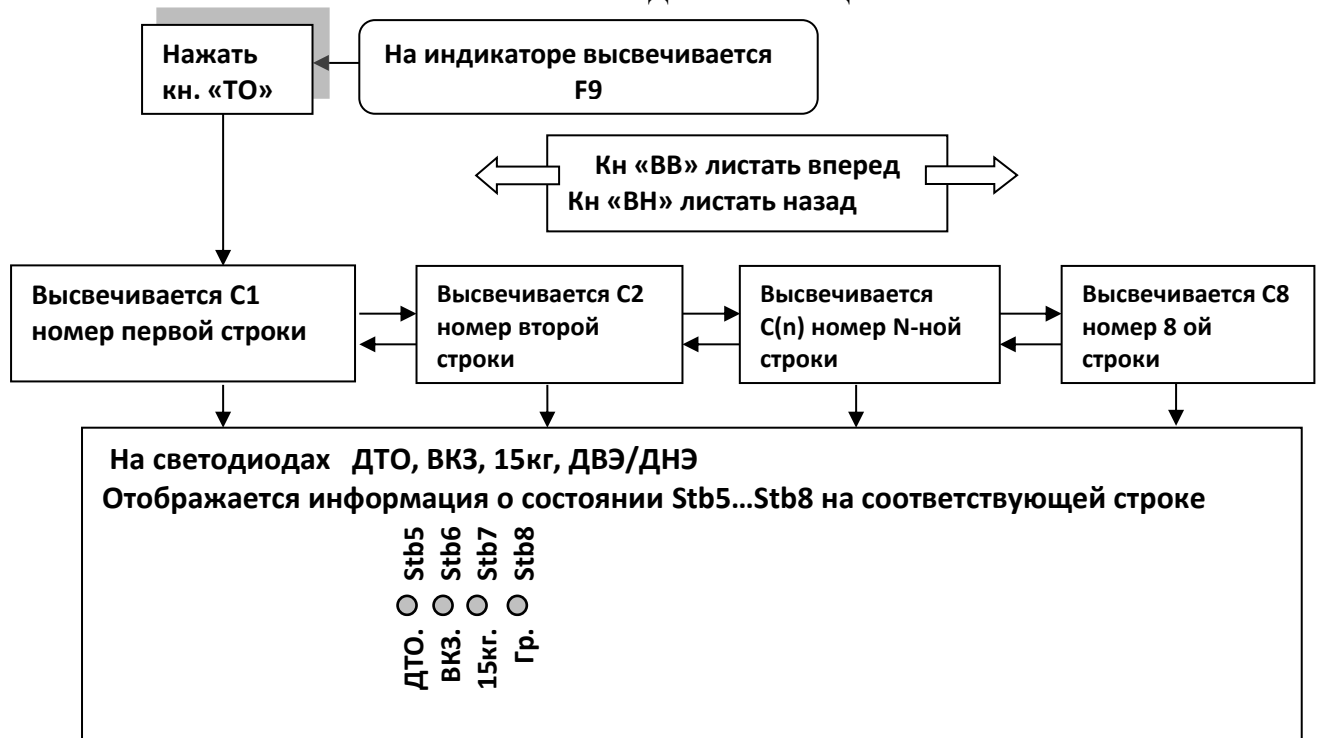 Нажать
кн. «ТО»
На индикаторе высвечивается
F9
Кн «ВВ» листать вперед
Кн «ВН» листать назад
Высвечивается С1
номер первой строки
Высвечивается С2
номер второй
строки
Высвечивается
С(n) номер N-ной
строки
Высвечивается С8
номер 8 ой
строки
На светодиодах ДТО, ВКЗ, 15кг, ДВЭ/ДНЭ
Отображается информация о состоянии Stb5…Stb8 на соответствующей строке
Stb5
Stb6
Stb7
Stb8
ДТО.
ВКЗ.
15кг.
Гр.